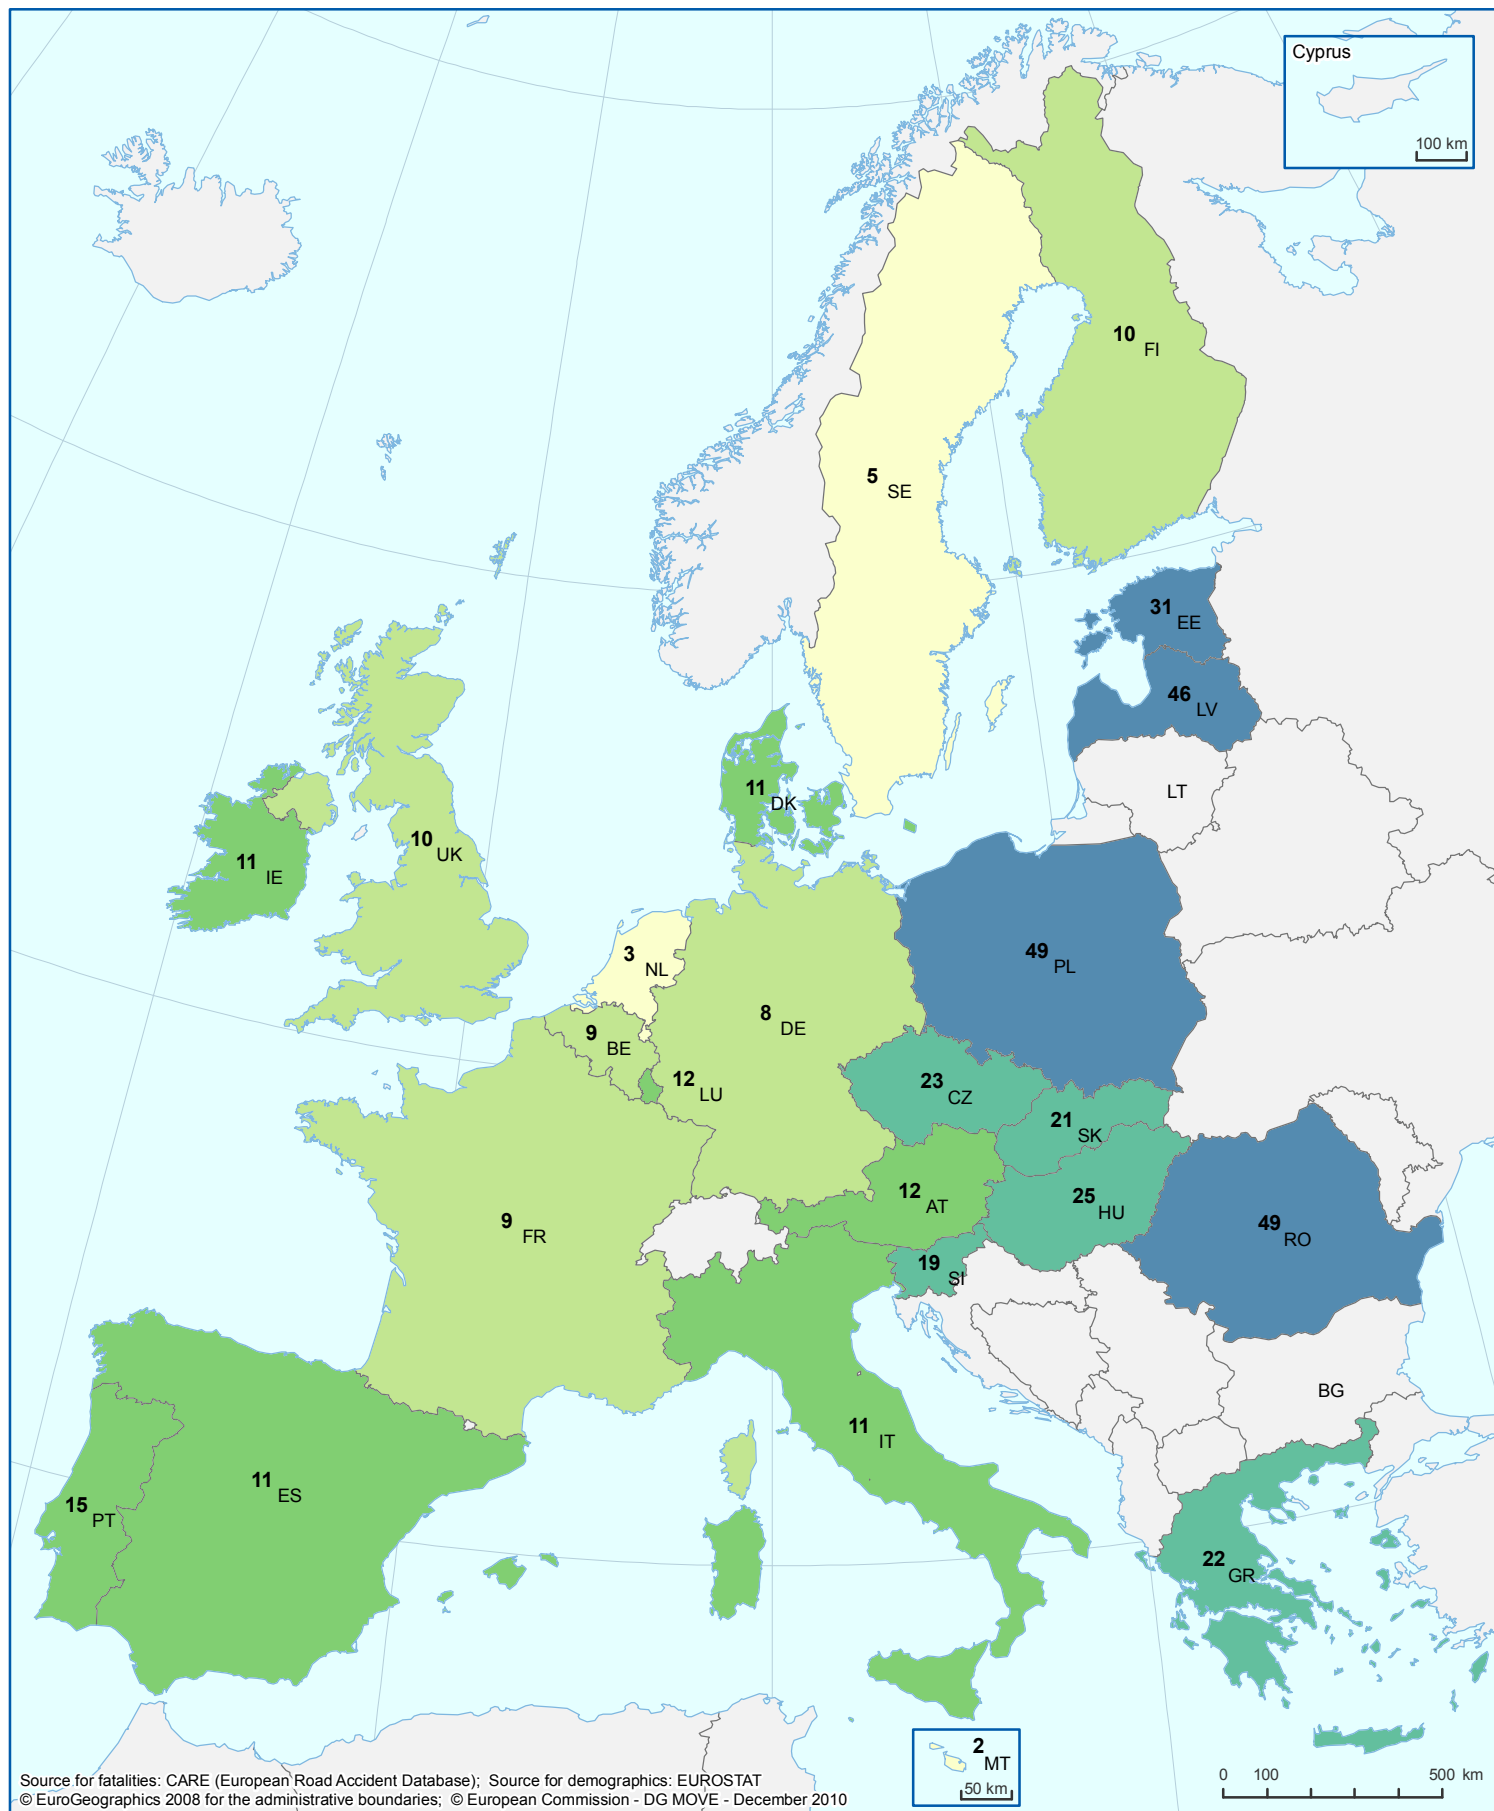 Cyprus
100 km
10 FI
5 SE
31 EE
46 LV
LT
11 DK
10 UK
11 IE
3 NL
49 PL
8 DE
9 BE
12 LU
23 CZ
21 SK
12 AT
25 HU
9 FR
49 RO
19 SI
BG
11 IT
11 ES
15 PT
22 GR
2 MT
50 km
0 100 500 km
Source for fatalities: CARE (European Road Accident Database); Source for demographics: EUROSTAT
© EuroGeographics 2008 for the administrative boundaries; © European Commission - DG MOVE - December 2010